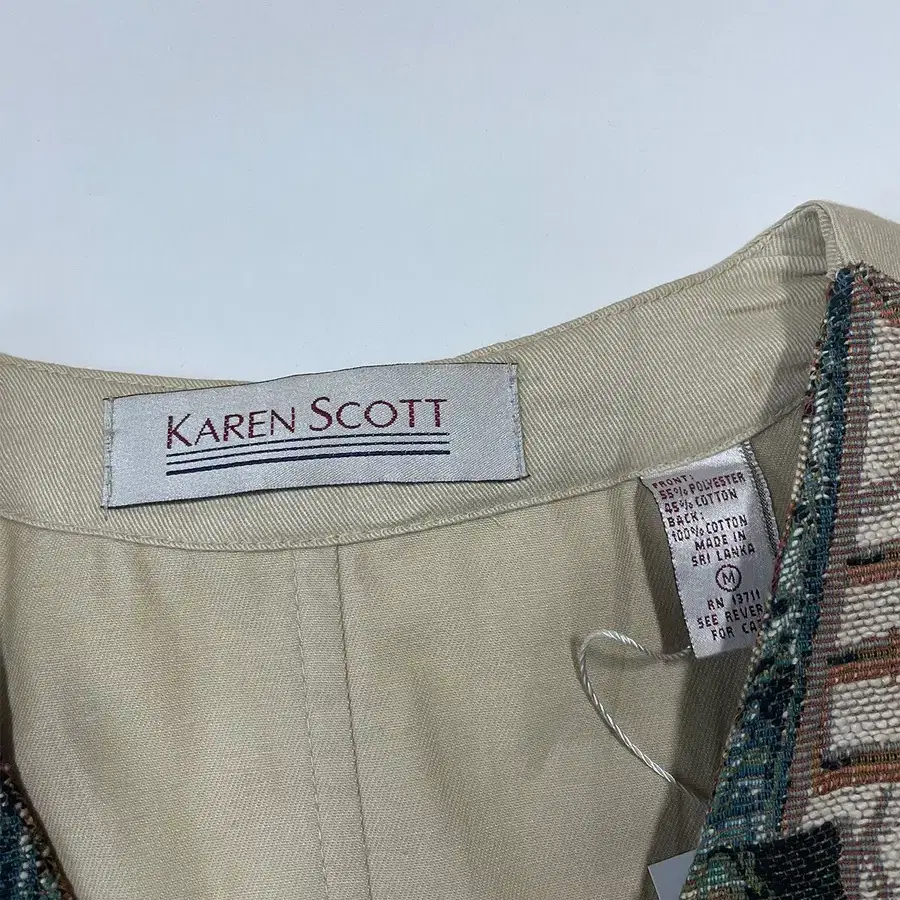 KAREN SCOTT
FRONT:
55% POLYESTER
45% COTTON
BACK:
100% COTTON
MADE IN
SRI LANKA
M
RN 13711
SEE REVER
FOR CA